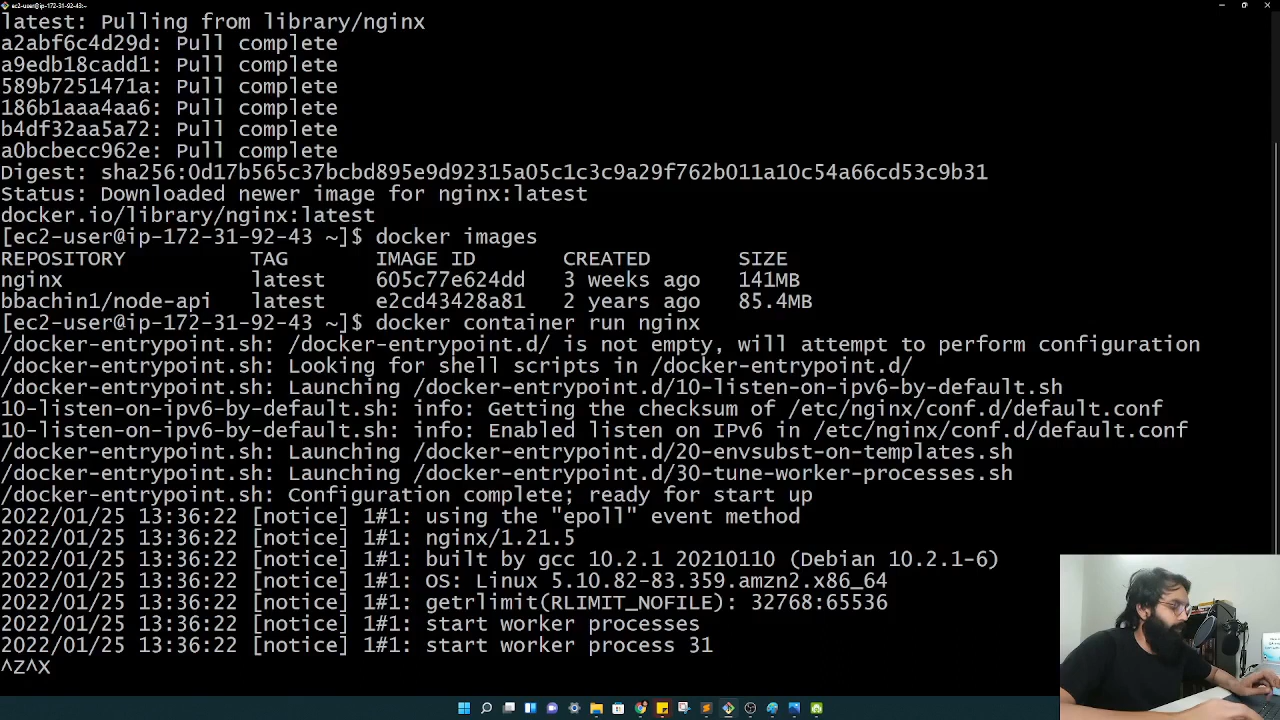 ec2-user@ip-172-31-92-43:~
latest: Pulling from library/nginx
a2abf6c4d29d: Pull complete
a9edb18cadd1: Pull complete
589b7251471a: Pull complete
186b1aaa4aa6: Pull complete
b4df32aa5a72: Pull complete
a0bcbecc962e: Pull complete
Digest: sha256:0d17b565c37bcbd895e9d92315a05c1c3c9a29f762b011a10c54a66cd53c9b31
Status: Downloaded newer image for nginx:latest
docker.io/library/nginx:latest
[ec2-user@ip-172-31-92-43 ~]$ docker images
REPOSITORY TAG IMAGE ID CREATED SIZE
nginx latest 605c77e624dd 3 weeks ago 141MB
bbachin1/node-api latest e2cd43428a81 2 years ago 85.4MB
[ec2-user@ip-172-31-92-43 ~]$ docker container run nginx
/docker-entrypoint.sh: /docker-entrypoint.d/ is not empty, will attempt to perform configuration
/docker-entrypoint.sh: Looking for shell scripts in /docker-entrypoint.d/
/docker-entrypoint.sh: Launching /docker-entrypoint.d/10-listen-on-ipv6-by-default.sh
10-listen-on-ipv6-by-default.sh: info: Getting the checksum of /etc/nginx/conf.d/default.conf
10-listen-on-ipv6-by-default.sh: info: Enabled listen on IPv6 in /etc/nginx/conf.d/default.conf
/docker-entrypoint.sh: Launching /docker-entrypoint.d/20-envsubst-on-templates.sh
/docker-entrypoint.sh: Launching /docker-entrypoint.d/30-tune-worker-processes.sh
/docker-entrypoint.sh: Configuration complete; ready for start up
2022/01/25 13:36:22 [notice] 1#1: using the "epoll" event method
2022/01/25 13:36:22 [notice] 1#1: nginx/1.21.5
2022/01/25 13:36:22 [notice] 1#1: built by gcc 10.2.1 20210110 (Debian 10.2.1-6)
2022/01/25 13:36:22 [notice] 1#1: OS: Linux 5.10.82-83.359.amzn2.x86_64
2022/01/25 13:36:22 [notice] 1#1: getrlimit(RLIMIT_NOFILE): 32768:65536
2022/01/25 13:36:22 [notice] 1#1: start worker processes
2022/01/25 13:36:22 [notice] 1#1: start worker process 31
^Z^X